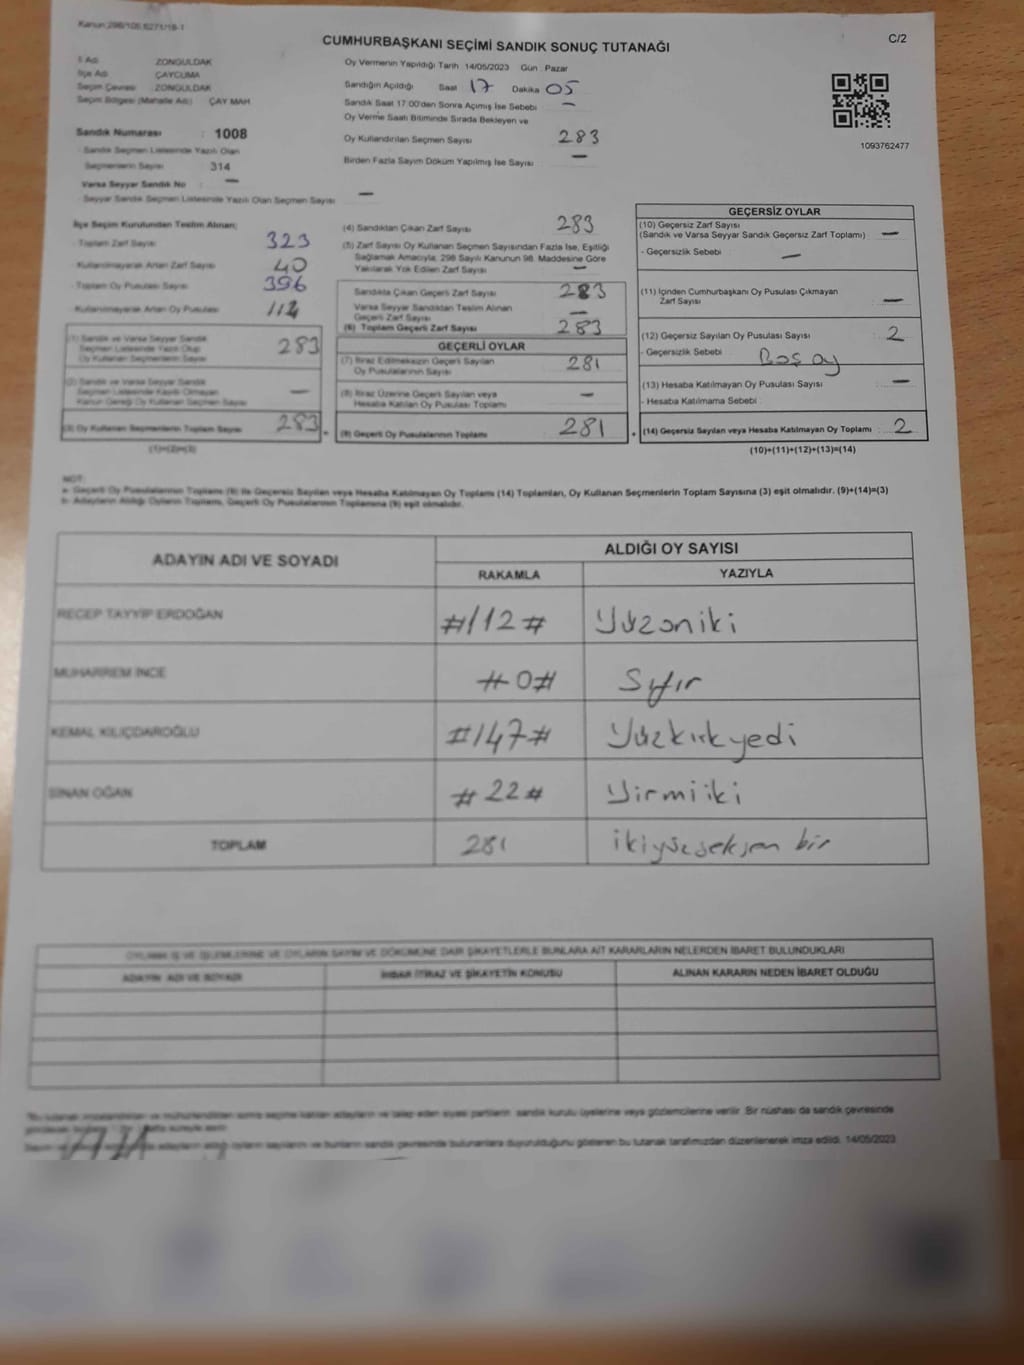 Kanun:298/105,6271/18-1
C/2
CUMHURBAŞKANI SEÇİMİ SANDIK SONUÇ TUTANAĞI
İl Adı ZONGULDAK
İlçe Adı ÇAYCUMA
Seçim Çevresi ZONGULDAK
Seçim Bölgesi (Mahalle Adı) ÇAY MAH
Sandık Numarası : 1008
- Sandık Seçmen Listesinde Yazılı Olan
Seçmenlerin Sayısı 314
Varsa Seyyar Sandık No : —
- Seyyar Sandık Seçmen Listesinde Yazılı Olan Seçmen Sayısı —
Oy Vermenin Yapıldığı Tarih :14/05/2023 Gün : Pazar
Sandığın Açıldığı Saat 17 Dakika 05
Sandık Saat 17.00'den Sonra Açımış İse Sebebi : —
Oy Verme Saati Bitiminde Sırada Bekleyen ve
Oy Kullandırılan Seçmen Sayısı 283
Birden Fazla Sayım Döküm Yapılmış İse Sayısı —
1093762477
İlçe Seçim Kurulundan Teslim Alınan;
- Toplam Zarf Sayısı 323
- Kullanılmayarak Artan Zarf Sayısı 40
- Toplam Oy Pusulası Sayısı 396
- Kullanılmayarak Artan Oy Pusulası 112
(1) Sandık ve Varsa Seyyar Sandık
Seçmen Listesinde Yazılı Olup
Oy Kullanan Seçmenlerin Sayısı 283
(2) Sandık ve Varsa Seyyar Sandık
Seçmen Listesinde Kayıtlı Olmayan
Kanun Gereği Oy Kullanan Seçmen Sayısı —
(3) Oy Kullanan Seçmenlerin Toplam Sayısı 283
(1)+(2)=(3)
(4) Sandıktan Çıkan Zarf Sayısı 283
(5) Zarf Sayısı Oy Kullanan Seçmen Sayısından Fazla İse, Eşitliği
Sağlamak Amacıyla, 298 Sayılı Kanunun 98. Maddesine Göre
Yakılarak Yok Edilen Zarf Sayısı —
Sandıkta Çıkan Geçerli Zarf Sayısı 283
Varsa Seyyar Sandıktan Teslim Alınan
Geçerli Zarf Sayısı —
(6) Toplam Geçerli Zarf Sayısı 283
GEÇERLİ OYLAR
(7) İtiraz Edilmeksizin Geçerli Sayılan
Oy Pusulalarının Sayısı 281
(8) İtiraz Üzerine Geçerli Sayılan veya
Hesaba Katılan Oy Pusulası Toplamı —
= (9) Geçerli Oy Pusulalarının Toplamı 281
GEÇERSİZ OYLAR
(10) Geçersiz Zarf Sayısı
(Sandık ve Varsa Seyyar Sandık Geçersiz Zarf Toplamı) —
- Geçersizlik Sebebi : —
(11) İçinden Cumhurbaşkanı Oy Pusulası Çıkmayan
Zarf Sayısı —
(12) Geçersiz Sayılan Oy Pusulası Sayısı : 2
- Geçersizlik Sebebi : Boş oy
(13) Hesaba Katılmayan Oy Pusulası Sayısı : —
- Hesaba Katılmama Sebebi :
+ (14) Geçersiz Sayılan veya Hesaba Katılmayan Oy Toplamı : 2
(10)+(11)+(12)+(13)=(14)
NOT:
a- Geçerli Oy Pusulalarının Toplamı (9) ile Geçersiz Sayılan veya Hesaba Katılmayan Oy Toplamı (14) Toplamları, Oy Kullanan Seçmenlerin Toplam Sayısına (3) eşit olmalıdır. (9)+(14)=(3)
b- Adayların Aldığı Oyların Toplamı, Geçerli Oy Pusulalarının Toplamına (9) eşit olmalıdır.
ADAYIN ADI VE SOYADI ALDIĞI OY SAYISI
RAKAMLA YAZIYLA
RECEP TAYYİP ERDOĞAN #112# Yüzoniki
MUHARREM İNCE #0# Sıfır
KEMAL KILIÇDAROĞLU #147# Yüzkırkyedi
SİNAN OĞAN #22# Yirmiiki
TOPLAM 281 ikiyüzseksen bir
OYLAMA İŞ VE İŞLEMLERİNE VE OYLARIN SAYIM VE DÖKÜMÜNE DAİR ŞİKAYETLERLE BUNLARA AİT KARARLARIN NELERDEN İBARET BULUNDUKLARI
ADAYIN ADI VE SOYADI İHBAR İTİRAZ VE ŞİKAYETİN KONUSU ALINAN KARARIN NEDEN İBARET OLDUĞU
sandık kurulu üyelerine veya gözlemcilerine verilir. Bir nüshası da sandık çevresinde
adayların aldığı oyların sayılarını ve bunların sandık çevresinde bulunanlara duyurulduğunu gösteren bu tutanak tarafımızdan düzenlenerek imza edildi. 14/05/2023